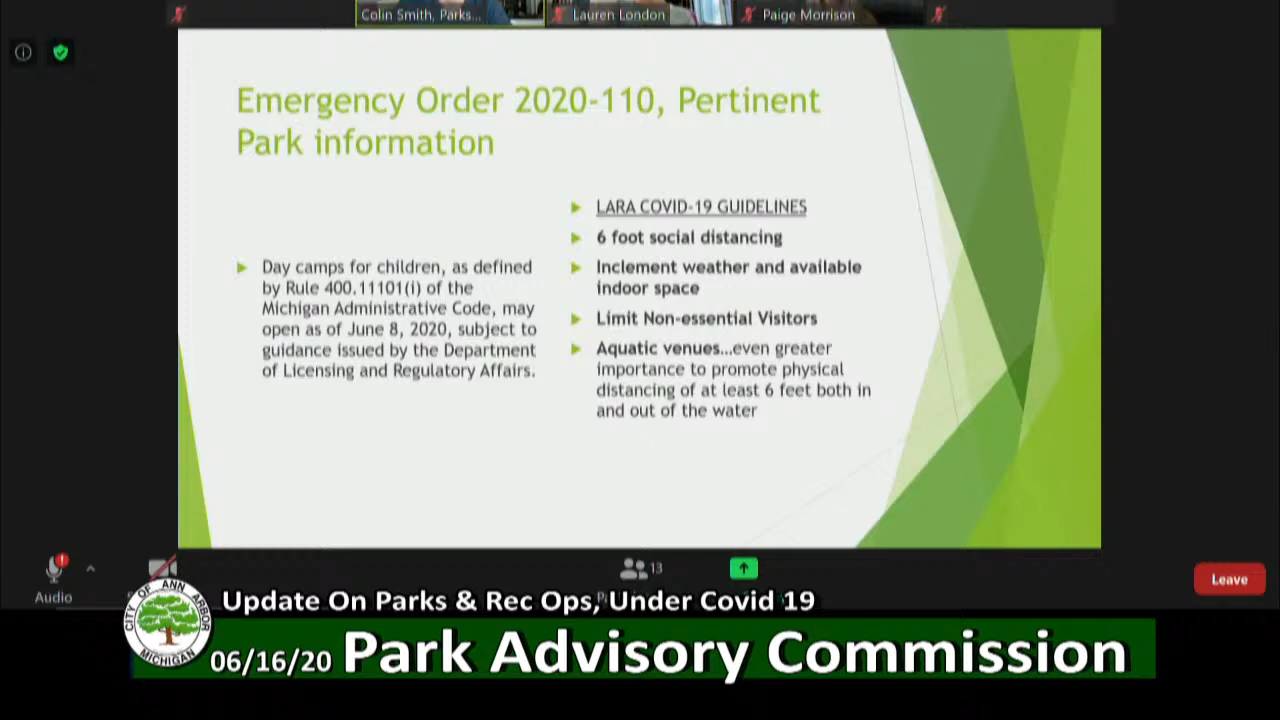 Colin Smith, Parks...
Lauren London
Paige Morrison
Emergency Order 2020-110, Pertinent
Park information
Day camps for children, as defined
by Rule 400.11101(i) of the
Michigan Administrative Code, may
open as of June 8, 2020, subject to
guidance issued by the Department
of Licensing and Regulatory Affairs.
LARA COVID-19 GUIDELINES
6 foot social distancing
Inclement weather and available
indoor space
Limit Non-essential Visitors
Aquatic venues...even greater
importance to promote physical
distancing of at least 6 feet both in
and out of the water
13
Audio
Leave
CITY OF ANN ARBOR
MICHIGAN
Update On Parks & Rec Ops, Under Covid 19
06/16/20 Park Advisory Commission